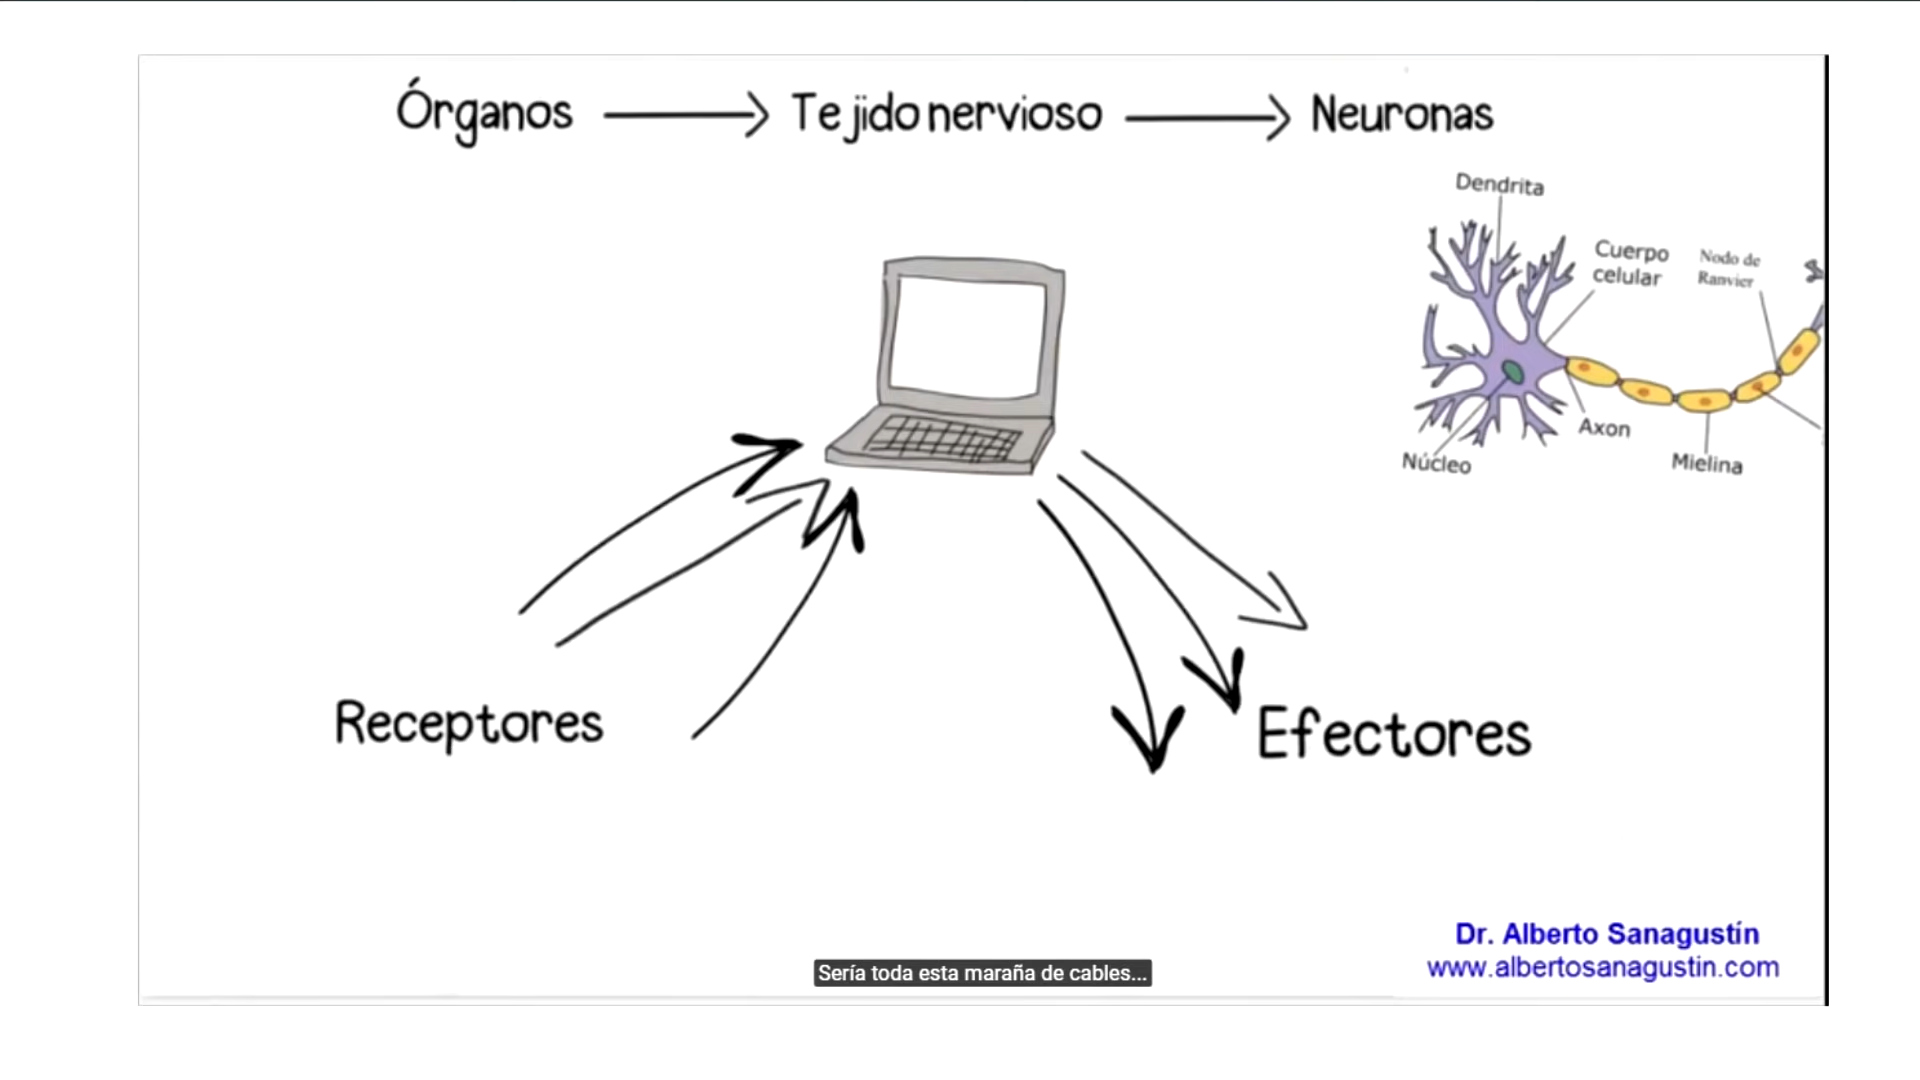 Órganos
Tejido nervioso
Neuronas
Dendrita
Cuerpo
celular
Nodo de
Ranvier
Axon
Núcleo
Mielina
Receptores
Efectores
Dr. Alberto Sanagustín
www.albertosanagustin.com
Sería toda esta maraña de cables...